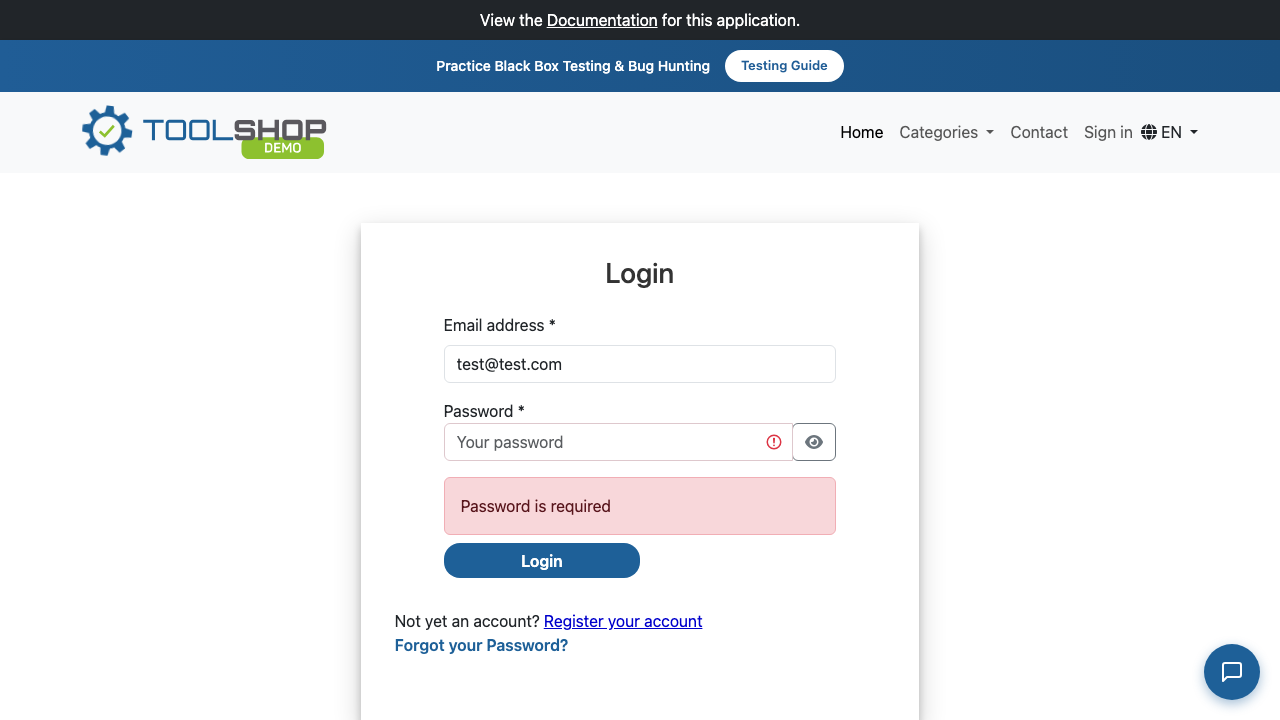 View the Documentation for this application.
Practice Black Box Testing & Bug Hunting Testing Guide
TOOLSHOP
DEMO
Home Categories Contact Sign in EN
Login
Email address *
test@test.com
Password *
Your password
Password is required
Login
Not yet an account? Register your account
Forgot your Password?